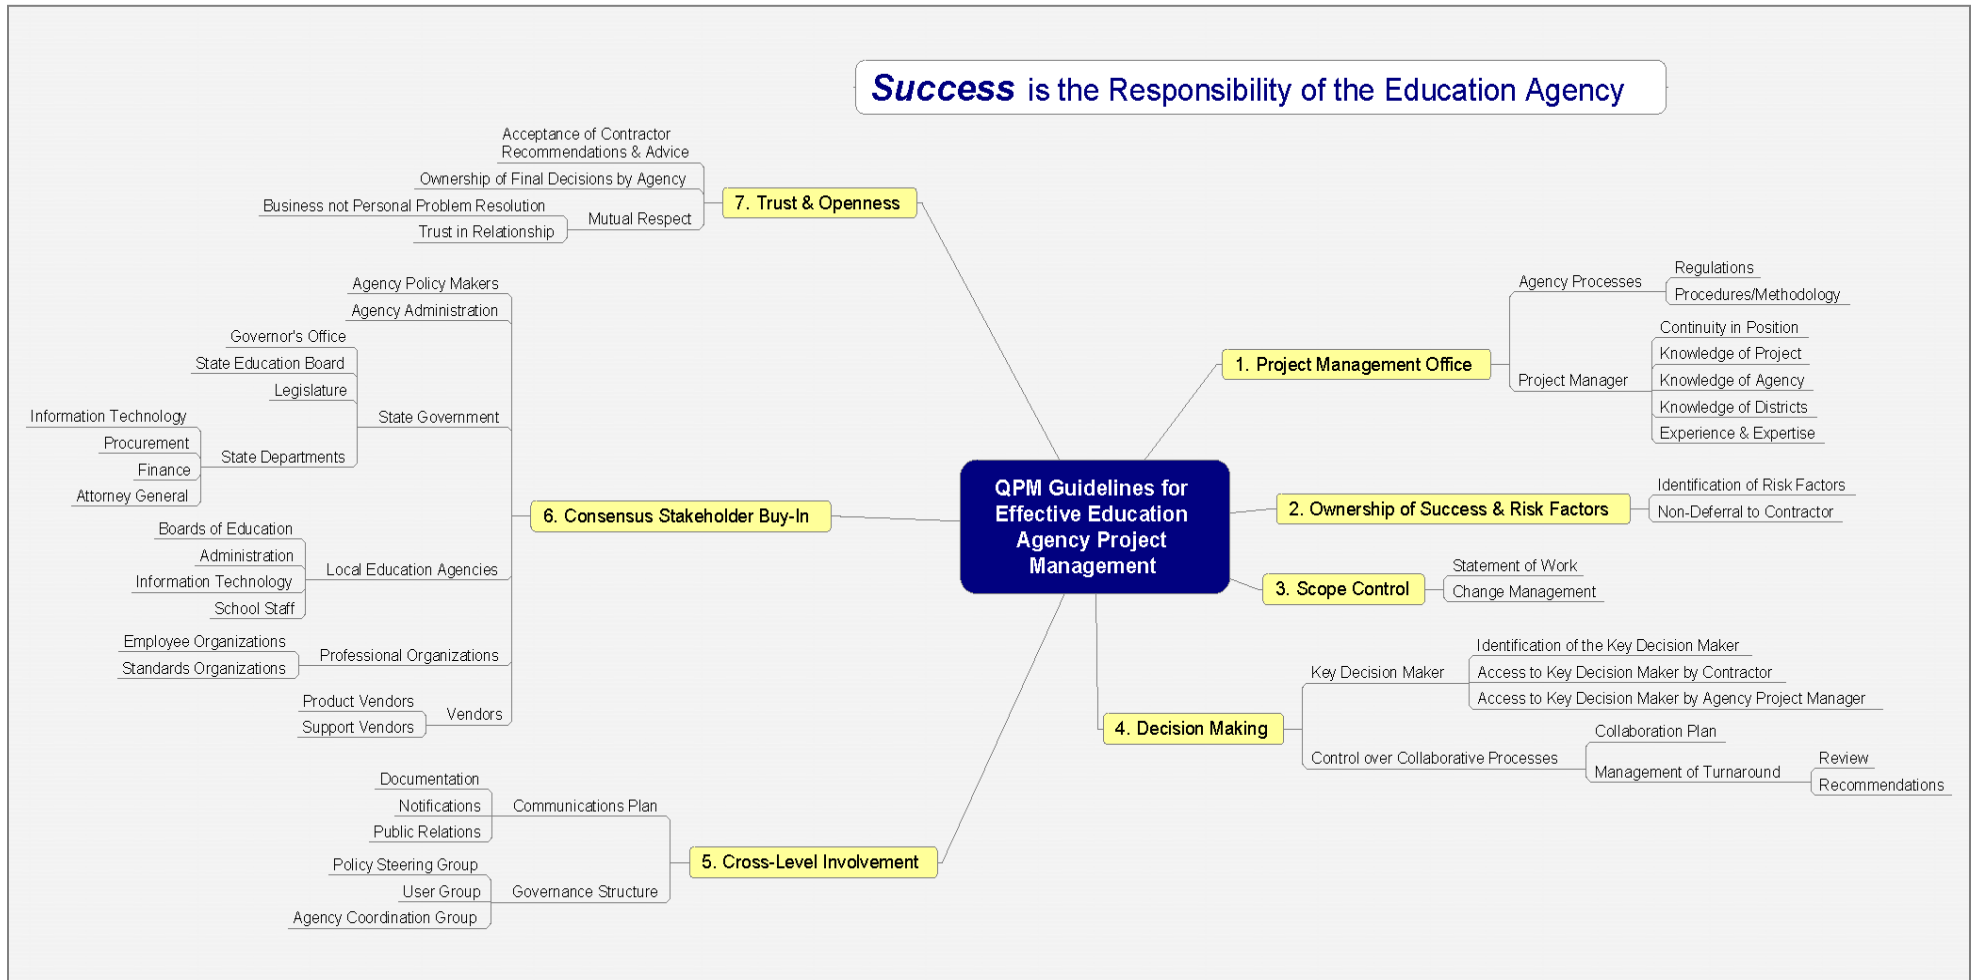 Success is the Responsibility of the Education Agency
QPM Guidelines for
Effective Education
Agency Project
Management
1. Project Management Office
Agency Processes
Regulations
Procedures/Methodology
Project Manager
Continuity in Position
Knowledge of Project
Knowledge of Agency
Knowledge of Districts
Experience & Expertise
2. Ownership of Success & Risk Factors
Identification of Risk Factors
Non-Deferral to Contractor
3. Scope Control
Statement of Work
Change Management
4. Decision Making
Key Decision Maker
Identification of the Key Decision Maker
Access to Key Decision Maker by Contractor
Access to Key Decision Maker by Agency Project Manager
Control over Collaborative Processes
Collaboration Plan
Management of Turnaround
Review
Recommendations
5. Cross-Level Involvement
Communications Plan
Documentation
Notifications
Public Relations
Governance Structure
Policy Steering Group
User Group
Agency Coordination Group
6. Consensus Stakeholder Buy-In
Agency Policy Makers
Agency Administration
State Government
Governor's Office
State Education Board
Legislature
State Departments
Information Technology
Procurement
Finance
Attorney General
Local Education Agencies
Boards of Education
Administration
Information Technology
School Staff
Professional Organizations
Employee Organizations
Standards Organizations
Vendors
Product Vendors
Support Vendors
7. Trust & Openness
Acceptance of Contractor
Recommendations & Advice
Ownership of Final Decisions by Agency
Mutual Respect
Business not Personal Problem Resolution
Trust in Relationship